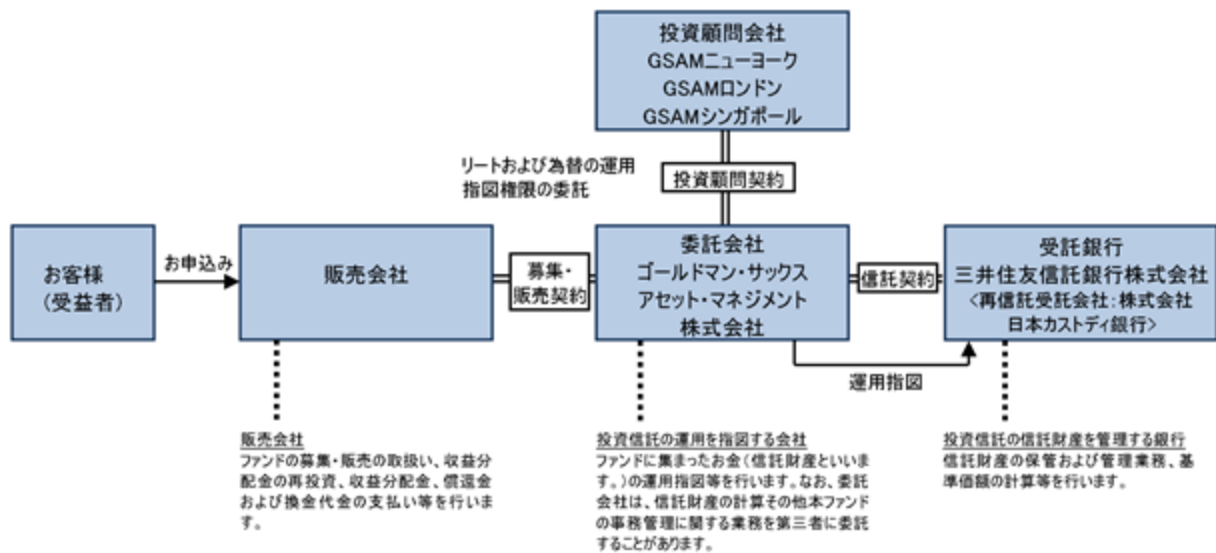 投資顧問会社
GSAMニューヨーク
GSAMロンドン
GSAMシンガポール
リートおよび為替の運用
指図権限の委託
投資顧問契約
お客様
（受益者）
お申込み
販売会社
募集・
販売契約
委託会社
ゴールドマン・サックス
アセット・マネジメント
株式会社
信託契約
受託銀行
三井住友信託銀行株式会社
＜再信託受託会社：株式会社
日本カストディ銀行＞
運用指図
販売会社
ファンドの募集・販売の取扱い、収益分
配金の再投資、収益分配金、償還金
および換金代金の支払い等を行いま
す。
投資信託の運用を指図する会社
ファンドに集まったお金（信託財産といいま
す。）の運用指図等を行います。なお、委託
会社は、信託財産の計算その他本ファンド
の事務管理に関する業務を第三者に委託
することがあります。
投資信託の信託財産を管理する銀行
信託財産の保管および管理業務、基
準価額の計算等を行います。